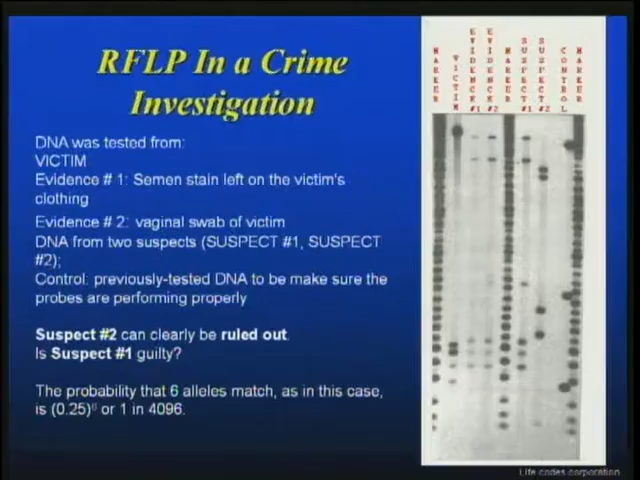 RFLP In a Crime
Investigation
DNA was tested from:
VICTIM
Evidence # 1: Semen stain left on the victim's
clothing
Evidence # 2: vaginal swab of victim
DNA from two suspects (SUSPECT #1, SUSPECT
#2);
Control: previously-tested DNA to be make sure the
probes are performing properly
Suspect #2 can clearly be ruled out.
Is Suspect #1 guilty?
The probability that 6 alleles match, as in this case,
is (0.25)⁶ or 1 in 4096.
MARKER
VICTIM
EVIDENCE #1
EVIDENCE #2
MARKER
SUSPECT #1
SUSPECT #2
CONTROL
MARKER
Life codes corporation